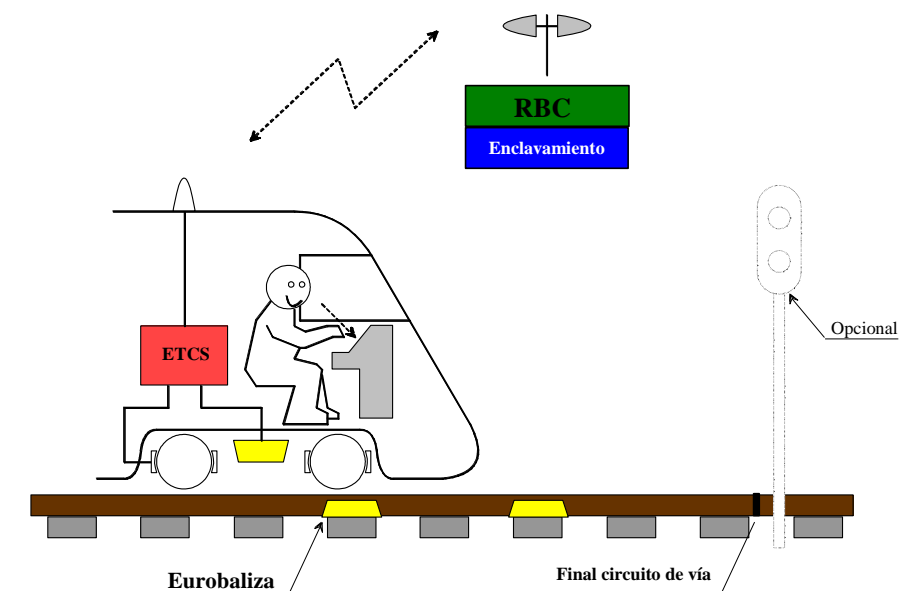 RBC
Enclavamiento
Opcional
ETCS
Final circuito de vía
Eurobaliza